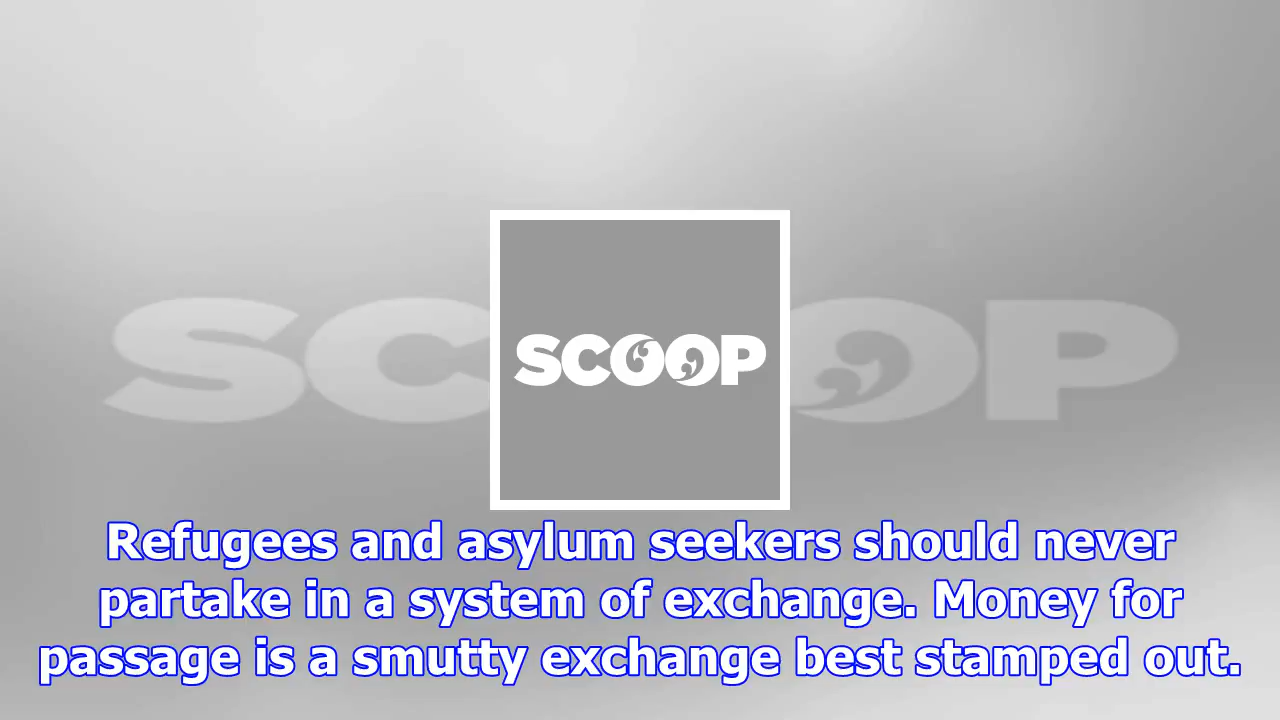 SCOOP
SCOOP
Refugees and asylum seekers should never
partake in a system of exchange. Money for
passage is a smutty exchange best stamped out.